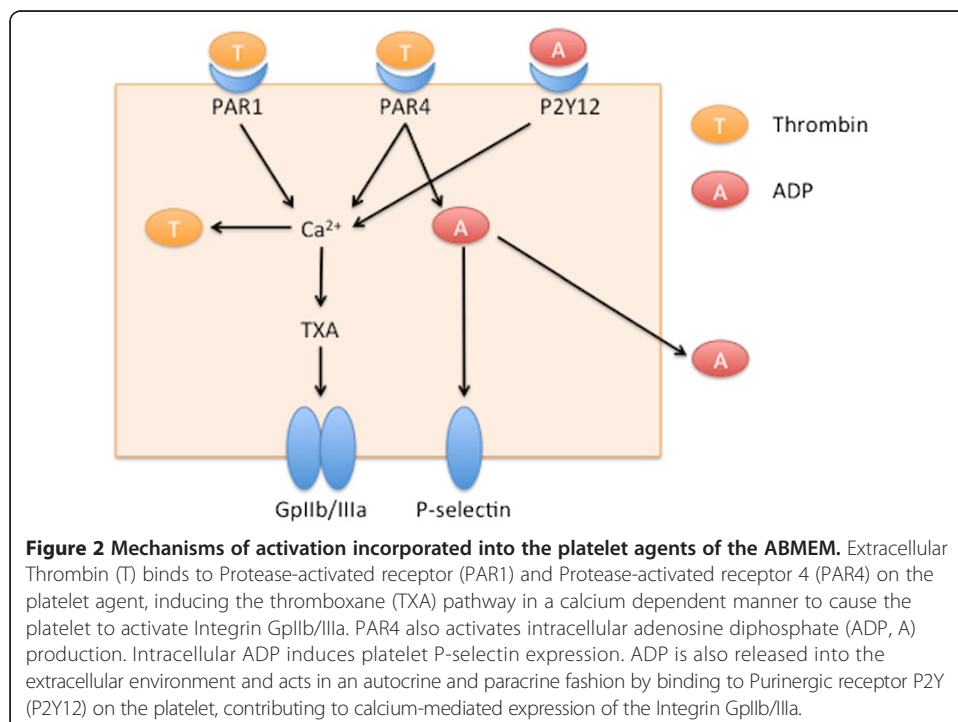 T
T
A
PAR1
PAR4
P2Y12
T
Thrombin
A
ADP
T
Ca²⁺
A
TXA
A
GpIIb/IIIa
P-selectin
Figure 2 Mechanisms of activation incorporated into the platelet agents of the ABMEM. Extracellular
Thrombin (T) binds to Protease-activated receptor (PAR1) and Protease-activated receptor 4 (PAR4) on the
platelet agent, inducing the thromboxane (TXA) pathway in a calcium dependent manner to cause the
platelet to activate Integrin GpIIb/IIIa. PAR4 also activates intracellular adenosine diphosphate (ADP, A)
production. Intracellular ADP induces platelet P-selectin expression. ADP is also released into the
extracellular environment and acts in an autocrine and paracrine fashion by binding to Purinergic receptor P2Y
(P2Y12) on the platelet, contributing to calcium-mediated expression of the Integrin GpIIb/IIIa.